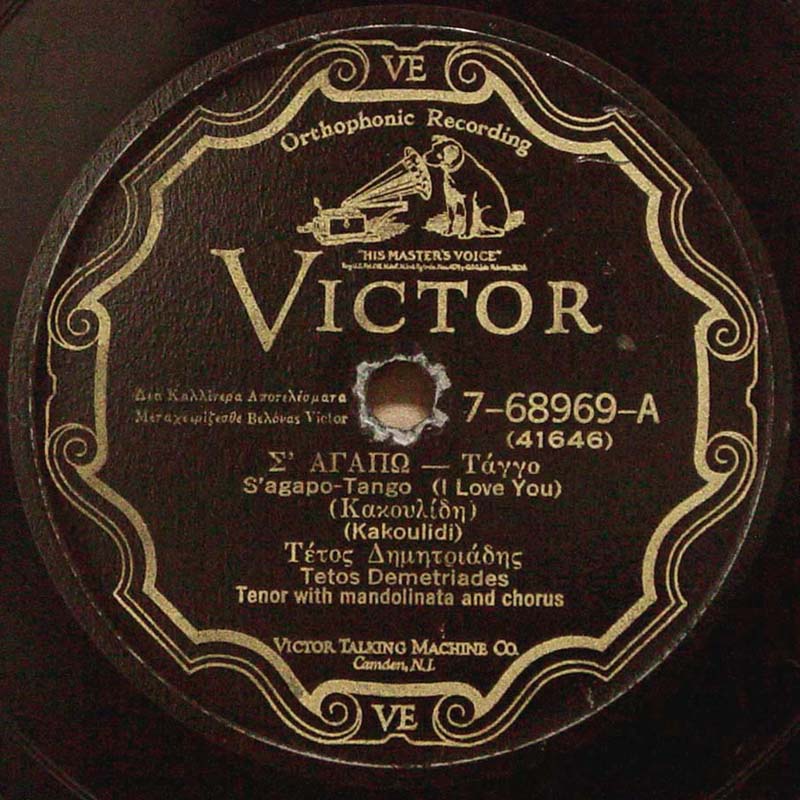 VE
Orthophonic Recording
"HIS MASTER'S VOICE"
VICTOR
Δια Καλλίτερα Αποτελέσματα
Μεταχειρίζεσθε Βελόνας Victor
7-68969-A
(41646)
Σ' ΑΓΑΠΩ — Τάγγο
S'agapo-Tango (I Love You)
(Κακουλίδη)
(Kakoulidi)
Τέτος Δημητριάδης
Tetos Demetriades
Tenor with mandolinata and chorus
VICTOR TALKING MACHINE CO.
Camden, N.J.
VE